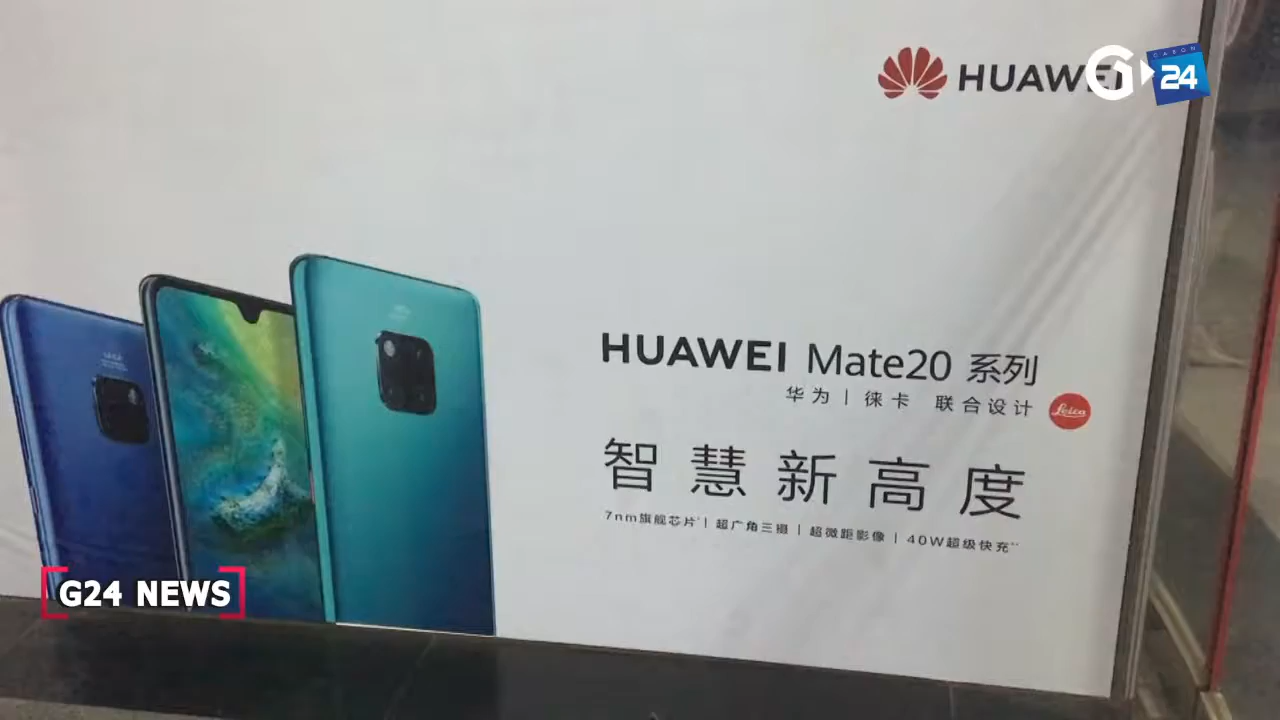 HUAWEI
G
GABON
24
HUAWEI Mate20 系列
华为 | 徕卡 联合设计
Leica
智慧新高度
7nm旗舰芯片 | 超广角三摄 | 超微距影像 | 40W超级快充
G24 NEWS